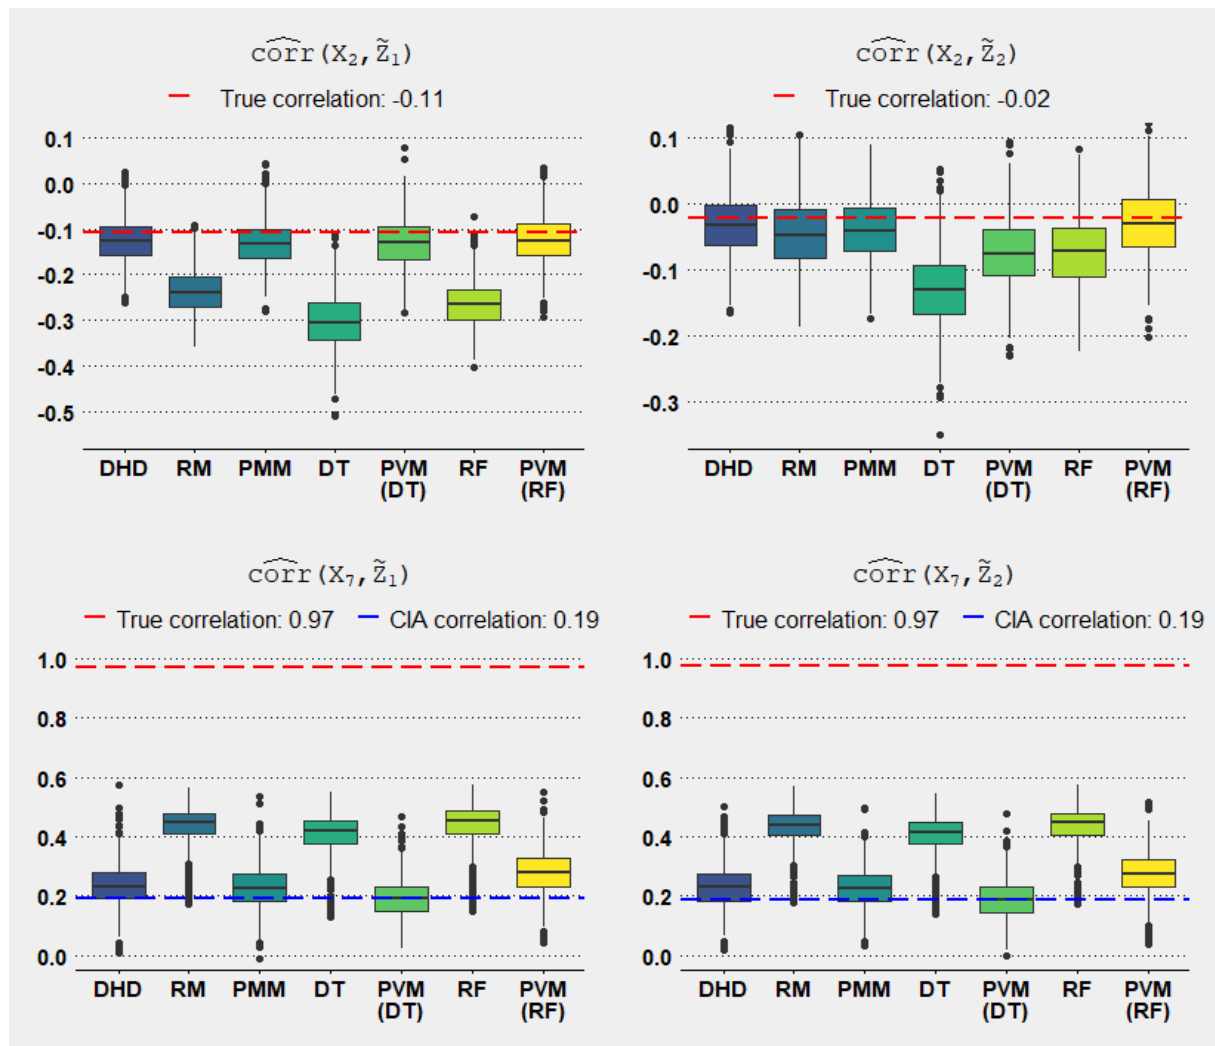 corr(X₂, Z̃₁)
True correlation: -0.11
0.1
0.0
-0.1
-0.2
-0.3
-0.4
-0.5
DHD RM PMM DT PVM (DT) RF PVM (RF)
corr(X₂, Z̃₂)
True correlation: -0.02
0.1
0.0
-0.1
-0.2
-0.3
DHD RM PMM DT PVM (DT) RF PVM (RF)
corr(X₇, Z̃₁)
True correlation: 0.97 CIA correlation: 0.19
1.0
0.8
0.6
0.4
0.2
0.0
DHD RM PMM DT PVM (DT) RF PVM (RF)
corr(X₇, Z̃₂)
True correlation: 0.97 CIA correlation: 0.19
1.0
0.8
0.6
0.4
0.2
0.0
DHD RM PMM DT PVM (DT) RF PVM (RF)